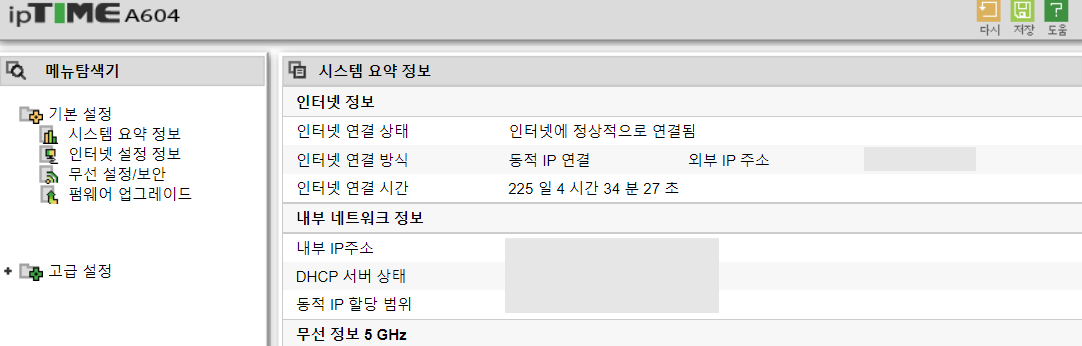 ipTIME A604
다시 저장 도움
메뉴탐색기
기본 설정
시스템 요약 정보
인터넷 설정 정보
무선 설정/보안
펌웨어 업그레이드
고급 설정
시스템 요약 정보
인터넷 정보
인터넷 연결 상태 인터넷에 정상적으로 연결됨
인터넷 연결 방식 동적 IP 연결 외부 IP 주소
인터넷 연결 시간 225 일 4 시간 34 분 27 초
내부 네트워크 정보
내부 IP주소
DHCP 서버 상태
동적 IP 할당 범위
무선 정보 5 GHz